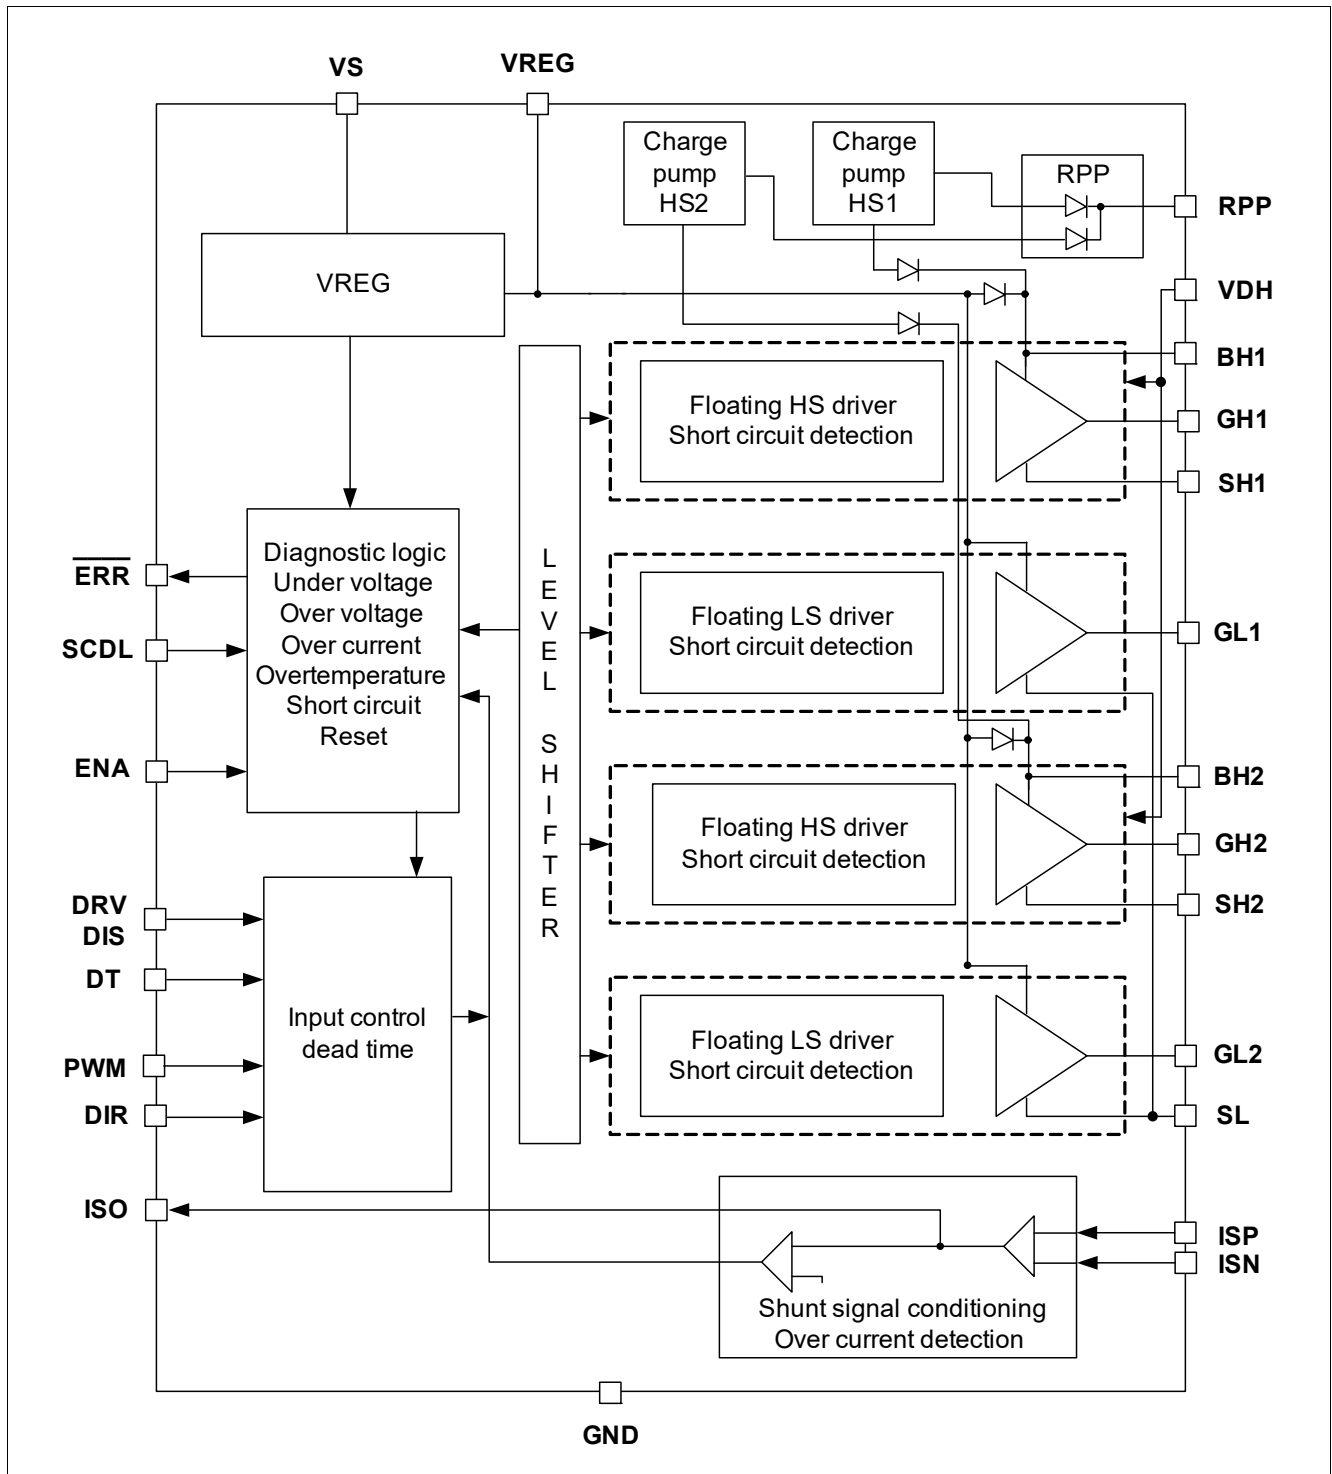 VS
VREG
Charge
pump
HS2
Charge
pump
HS1
RPP
RPP
VREG
VDH
BH1
Floating HS driver
Short circuit detection
GH1
SH1
Diagnostic logic
Under voltage
Over voltage
Over current
Overtemperature
Short circuit
Reset
ERR
SCDL
ENA
L
E
V
E
L
S
H
I
F
T
E
R
Floating LS driver
Short circuit detection
GL1
BH2
Floating HS driver
Short circuit detection
GH2
SH2
DRV
DIS
DT
PWM
DIR
Input control
dead time
Floating LS driver
Short circuit detection
GL2
SL
ISO
ISP
ISN
Shunt signal conditioning
Over current detection
GND